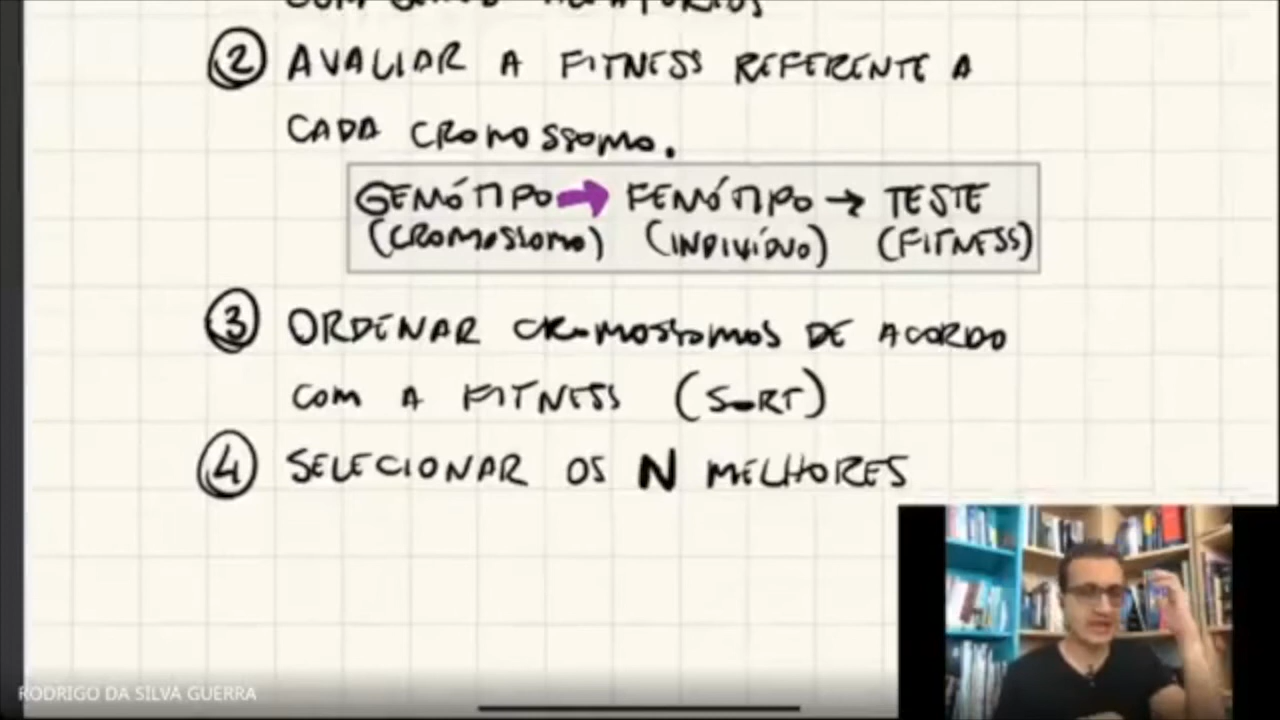 ② AVALIAR A FITNESS REFERENTE A
CADA CROMOSSOMO.
GENÓTIPO → FENÓTIPO → TESTE
(CROMOSSOMO) (INDIVÍDUO) (FITNESS)
③ ORDENAR CROMOSSOMOS DE ACORDO
COM A FITNESS (SORT)
④ SELECIONAR OS N MELHORES
RODRIGO DA SILVA GUERRA